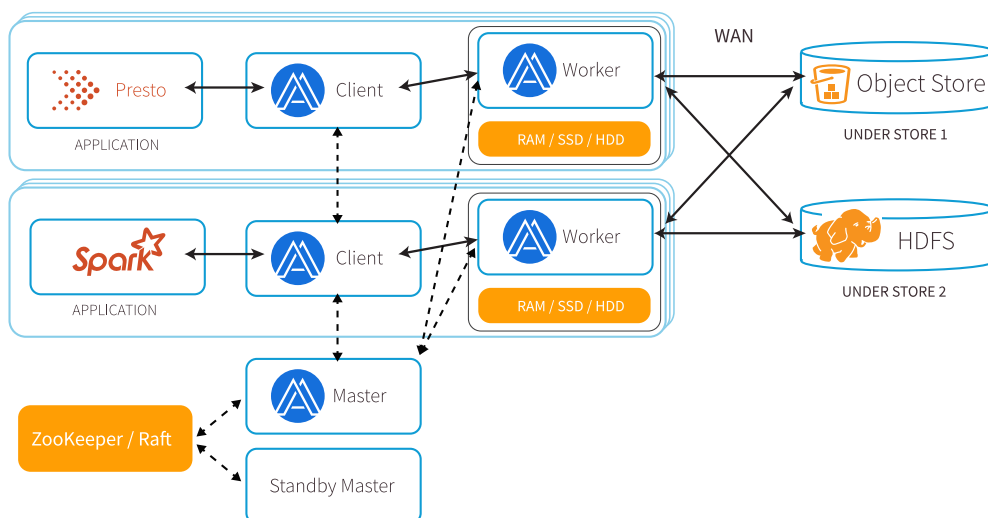 WAN
Presto
Client
Worker
Object Store
RAM / SSD / HDD
APPLICATION
UNDER STORE 1
Spark
Client
Worker
HDFS
RAM / SSD / HDD
APPLICATION
UNDER STORE 2
Master
ZooKeeper / Raft
Standby Master